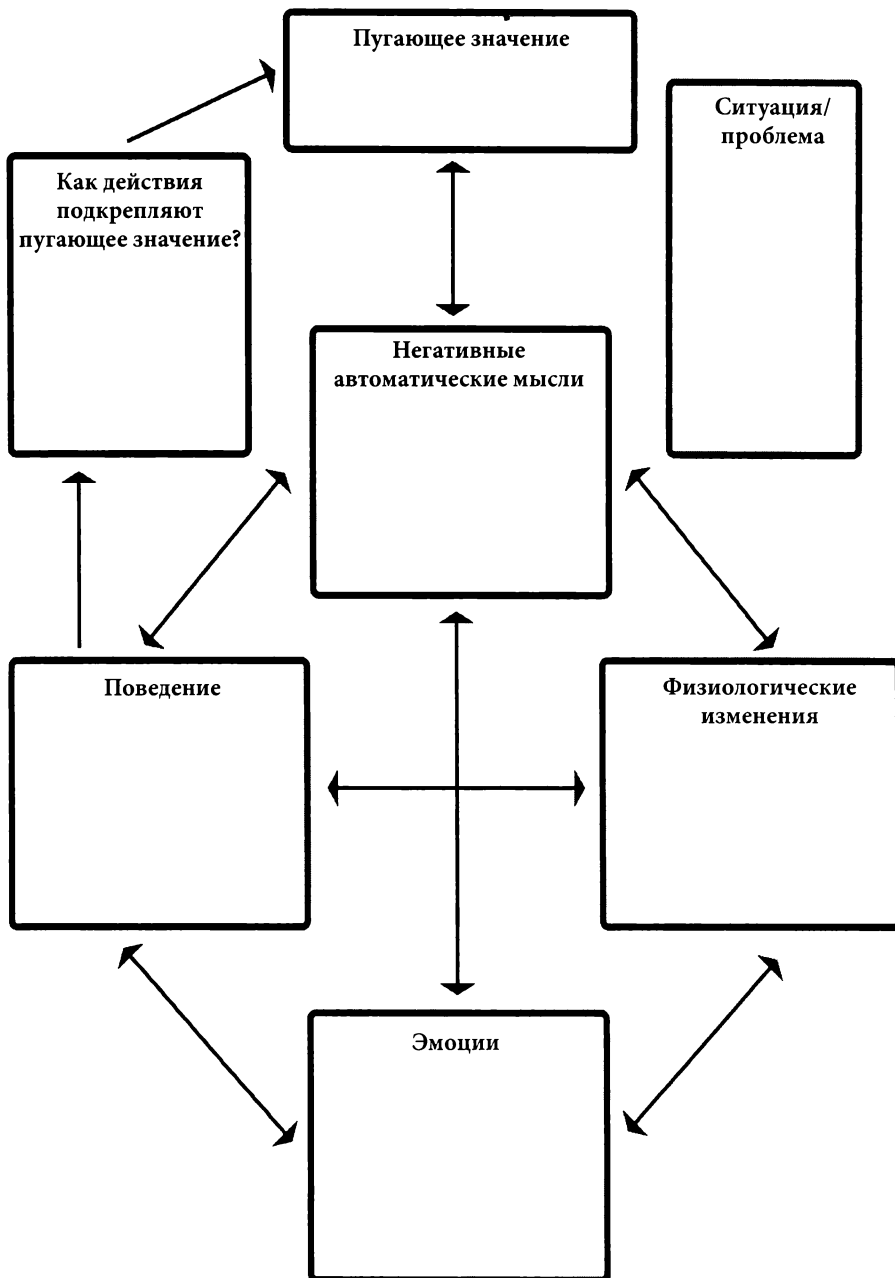 Пугающее значение
Ситуация/
проблема
Как действия
подкрепляют
пугающее значение?
Негативные
автоматические мысли
Поведение
Физиологические
изменения
Эмоции